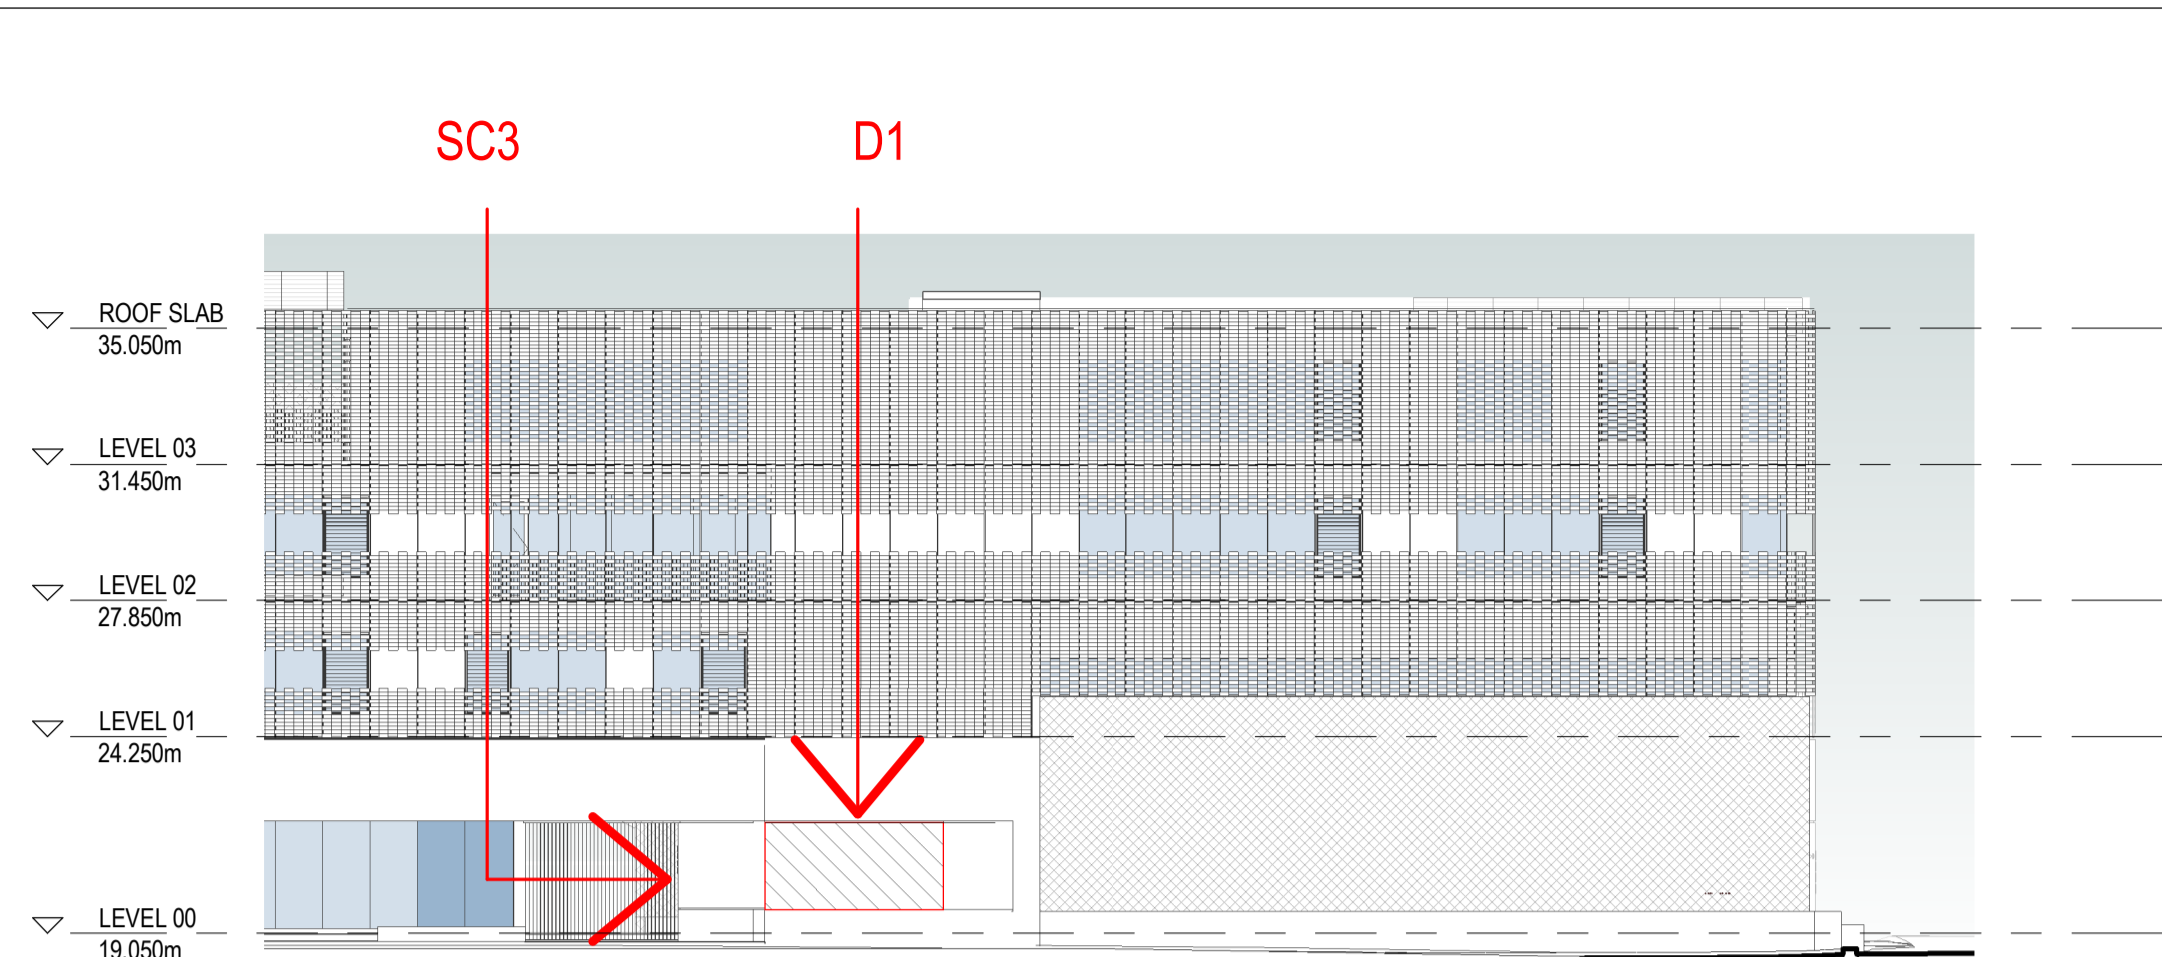 SC3
D1
ROOF SLAB
35.050m
LEVEL 03
31.450m
LEVEL 02
27.850m
LEVEL 01
24.250m
LEVEL 00
19.050m